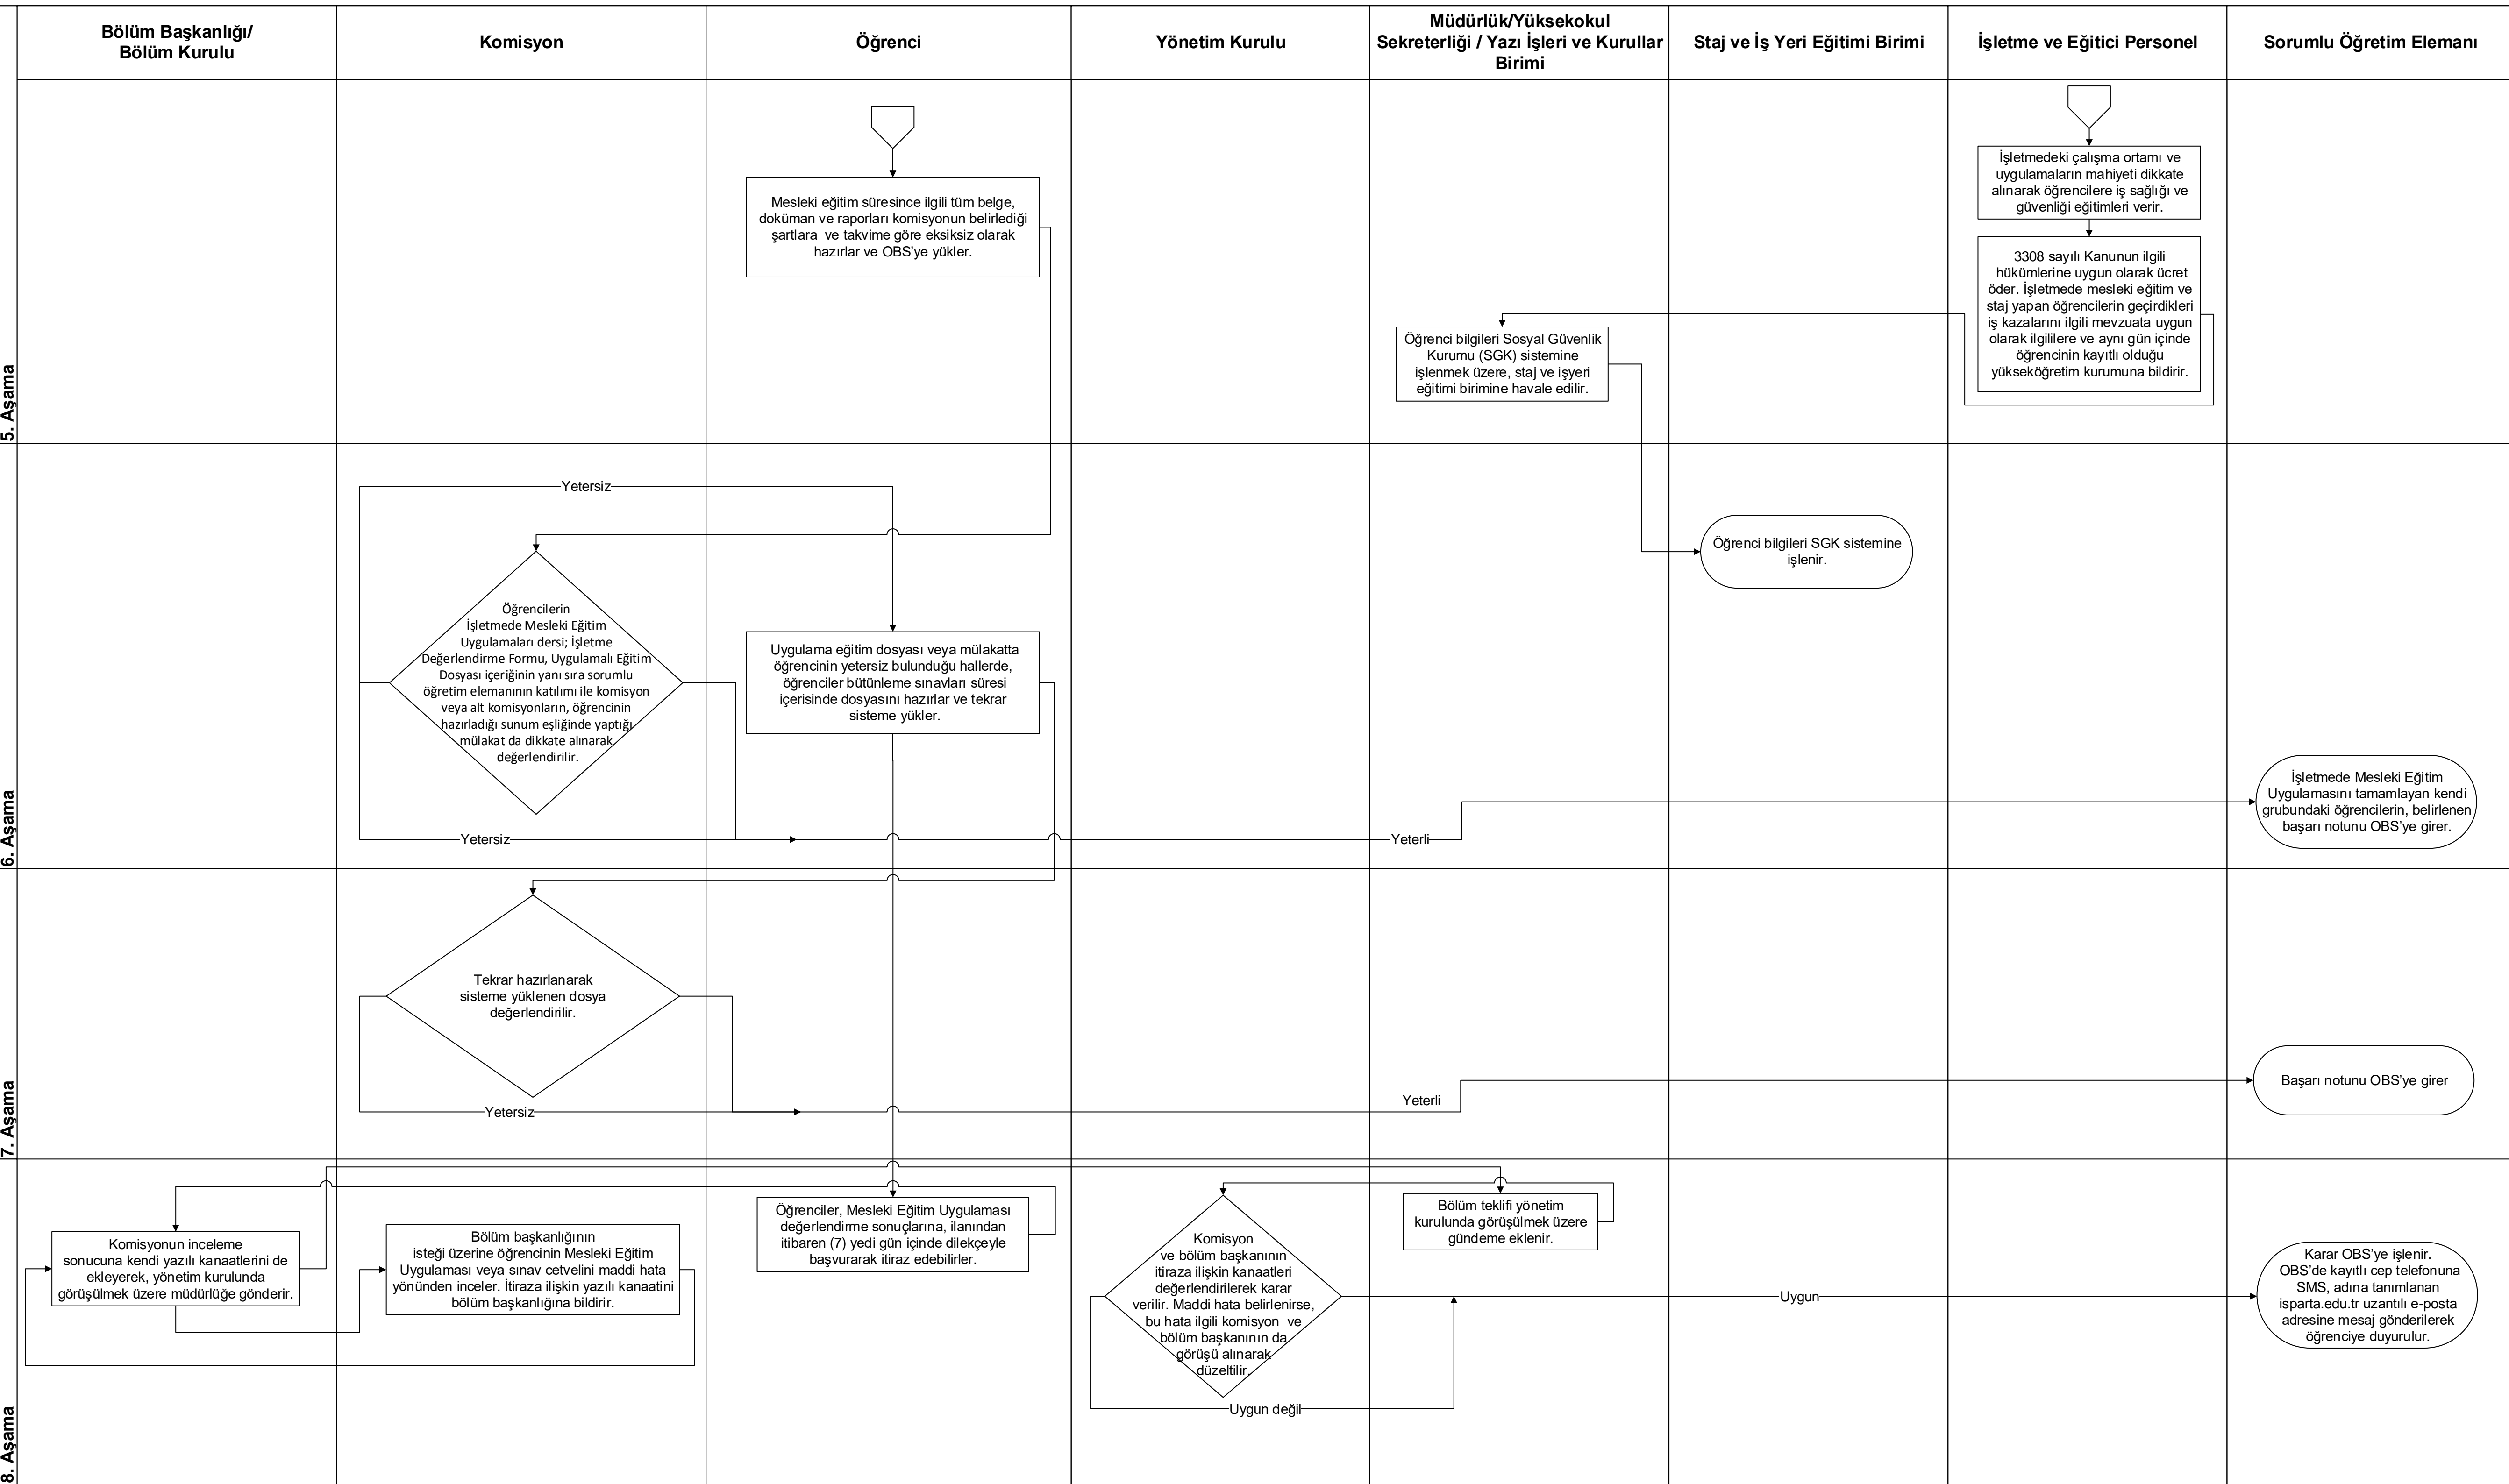 Bölüm Başkanlığı/
Bölüm Kurulu
Komisyon
Öğrenci
Yönetim Kurulu
Müdürlük/Yüksekokul
Sekreterliği / Yazı İşleri ve Kurullar
Birimi
Staj ve İş Yeri Eğitimi Birimi
İşletme ve Eğitici Personel
Sorumlu Öğretim Elemanı
5. Aşama
Mesleki eğitim süresince ilgili tüm belge,
doküman ve raporları komisyonun belirlediği
şartlara ve takvime göre eksiksiz olarak
hazırlar ve OBS'ye yükler.
Öğrenci bilgileri Sosyal Güvenlik
Kurumu (SGK) sistemine
işlenmek üzere, staj ve işyeri
eğitimi birimine havale edilir.
İşletmedeki çalışma ortamı ve
uygulamaların mahiyeti dikkate
alınarak öğrencilere iş sağlığı ve
güvenliği eğitimleri verir.
3308 sayılı Kanunun ilgili
hükümlerine uygun olarak ücret
öder. İşletmede mesleki eğitim ve
staj yapan öğrencilerin geçirdikleri
iş kazalarını ilgili mevzuata uygun
olarak ilgililere ve aynı gün içinde
öğrencinin kayıtlı olduğu
yükseköğretim kurumuna bildirir.
6. Aşama
Yetersiz
Öğrencilerin
İşletmede Mesleki Eğitim
Uygulamaları dersi; İşletme
Değerlendirme Formu, Uygulamalı Eğitim
Dosyası içeriğinin yanı sıra sorumlu
öğretim elemanının katılımı ile komisyon
veya alt komisyonların, öğrencinin
hazırladığı sunum eşliğinde yaptığı
mülakat da dikkate alınarak
değerlendirilir.
Yetersiz
Uygulama eğitim dosyası veya mülakatta
öğrencinin yetersiz bulunduğu hallerde,
öğrenciler bütünleme sınavları süresi
içerisinde dosyasını hazırlar ve tekrar
sisteme yükler.
Yeterli
Öğrenci bilgileri SGK sistemine
işlenir.
İşletmede Mesleki Eğitim
Uygulamasını tamamlayan kendi
grubundaki öğrencilerin, belirlenen
başarı notunu OBS'ye girer.
7. Aşama
Tekrar hazırlanarak
sisteme yüklenen dosya
değerlendirilir.
Yetersiz
Yeterli
Başarı notunu OBS'ye girer
8. Aşama
Komisyonun inceleme
sonucuna kendi yazılı kanaatlerini de
ekleyerek, yönetim kurulunda
görüşülmek üzere müdürlüğe gönderir.
Bölüm başkanlığının
isteği üzerine öğrencinin Mesleki Eğitim
Uygulaması veya sınav cetvelini maddi hata
yönünden inceler. İtiraza ilişkin yazılı kanaatini
bölüm başkanlığına bildirir.
Öğrenciler, Mesleki Eğitim Uygulaması
değerlendirme sonuçlarına, ilanından
itibaren (7) yedi gün içinde dilekçeyle
başvurarak itiraz edebilirler.
Komisyon
ve bölüm başkanının
itiraza ilişkin kanaatleri
değerlendirilerek karar
verilir. Maddi hata belirlenirse,
bu hata ilgili komisyon ve
bölüm başkanının da
görüşü alınarak
düzeltilir.
Uygun değil
Bölüm teklifi yönetim
kurulunda görüşülmek üzere
gündeme eklenir.
Uygun
Karar OBS'ye işlenir.
OBS'de kayıtlı cep telefonuna
SMS, adına tanımlanan
isparta.edu.tr uzantılı e-posta
adresine mesaj gönderilerek
öğrenciye duyurulur.